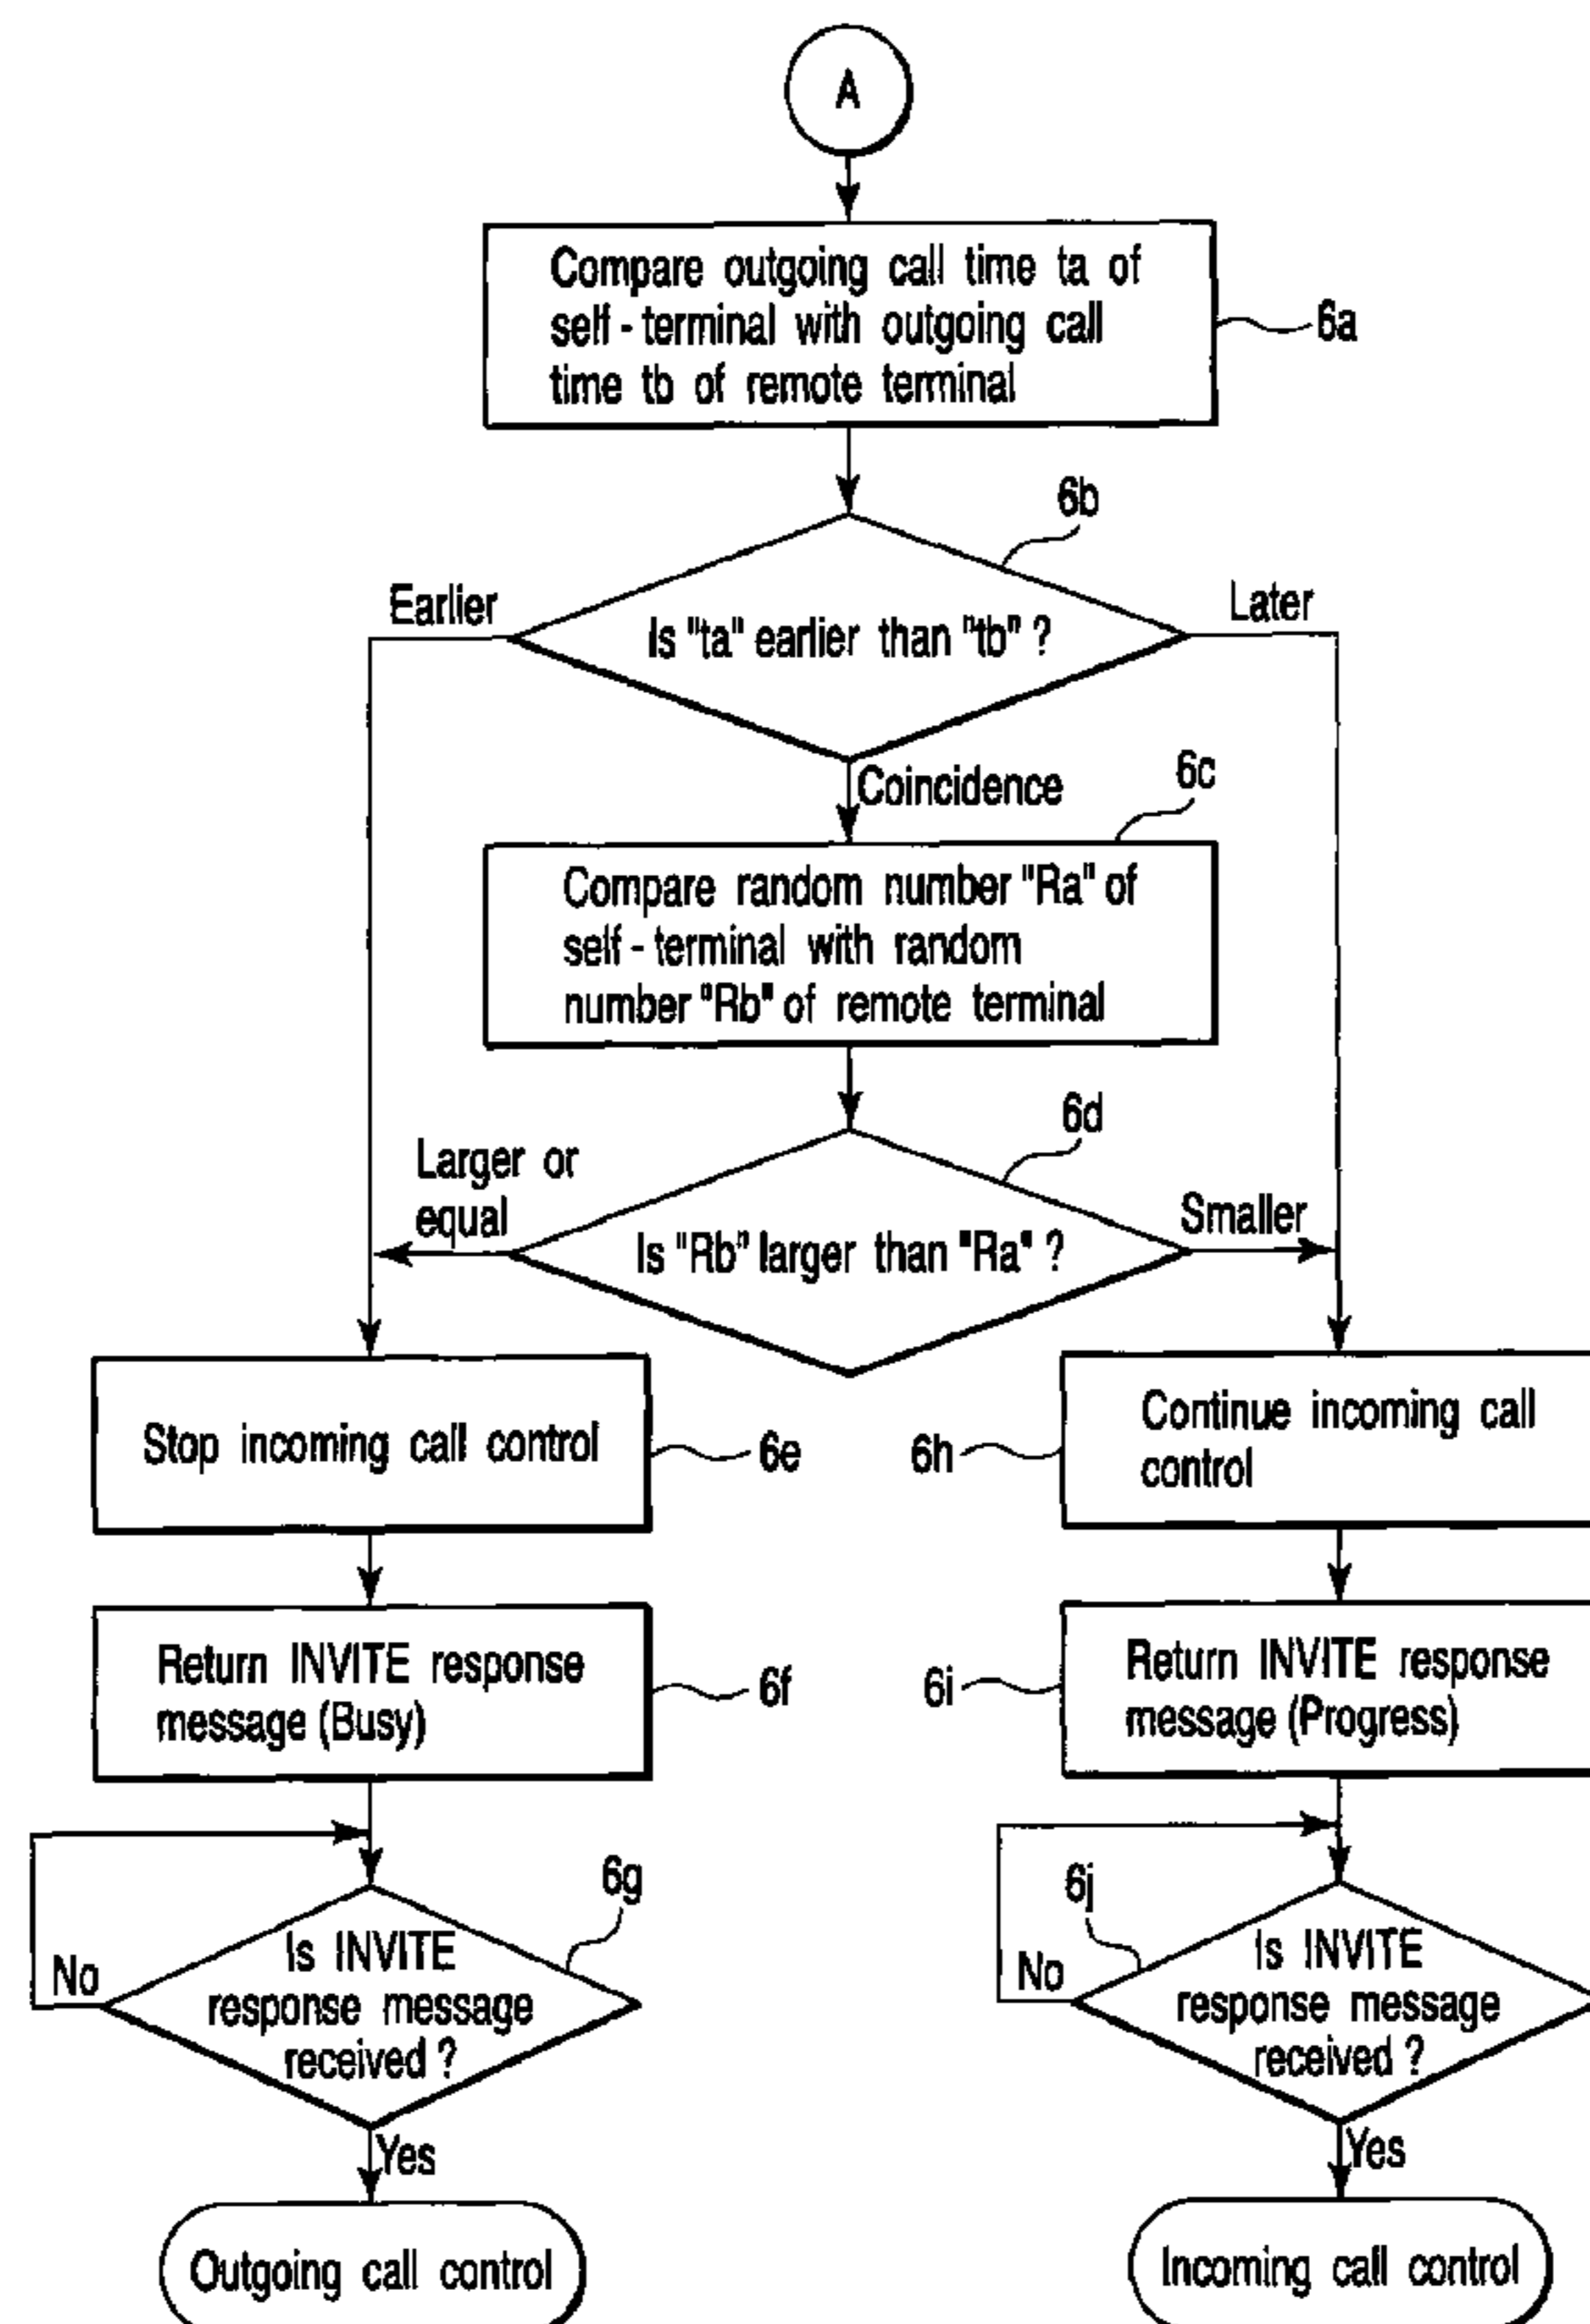 A
Compare outgoing call time ta of
self - terminal with outgoing call
time tb of remote terminal
6a
6b
Earlier
Is "ta" earlier than "tb" ?
Later
Coincidence
6c
Compare random number "Ra" of
self - terminal with random
number "Rb" of remote terminal
6d
Larger or
equal
Is "Rb" larger than "Ra" ?
Smaller
Stop incoming call control
6e
6h
Continue incoming call
control
Return INVITE response
message (Busy)
6f
6i
Return INVITE response
message (Progress)
6g
No
Is INVITE
response message
received ?
Yes
6j
No
Is INVITE
response message
received ?
Yes
Outgoing call control
Incoming call control